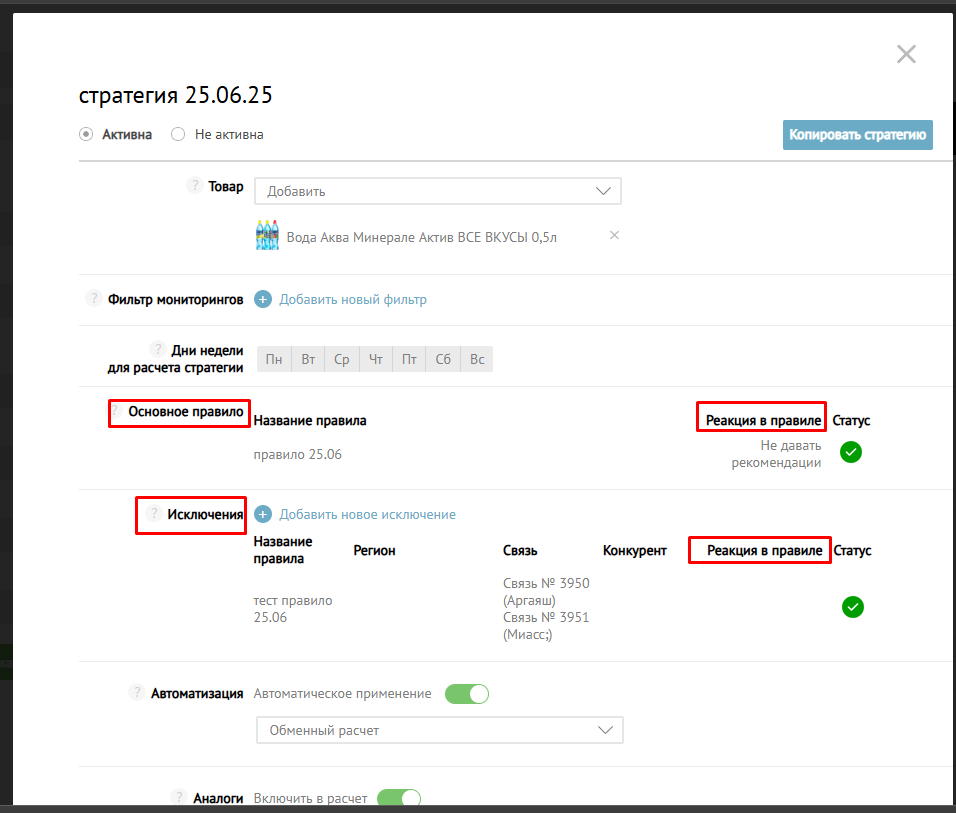 стратегия 25.06.25
Активна Не активна
Копировать стратегию
? Товар Добавить
Вода Аква Минерале Актив ВСЕ ВКУСЫ 0,5л
? Фильтр мониторингов + Добавить новый фильтр
? Дни недели
для расчета стратегии
Пн Вт Ср Чт Пт Сб Вс
? Основное правило
Название правила Реакция в правиле Статус
правило 25.06
Не давать
рекомендации
? Исключения + Добавить новое исключение
Название
правила
Регион Связь Конкурент Реакция в правиле Статус
тест правило
25.06
Связь № 3950
(Аргаяш)
Связь № 3951
(Миасс;)
? Автоматизация Автоматическое применение
Обменный расчет
? Аналоги Включить в расчет